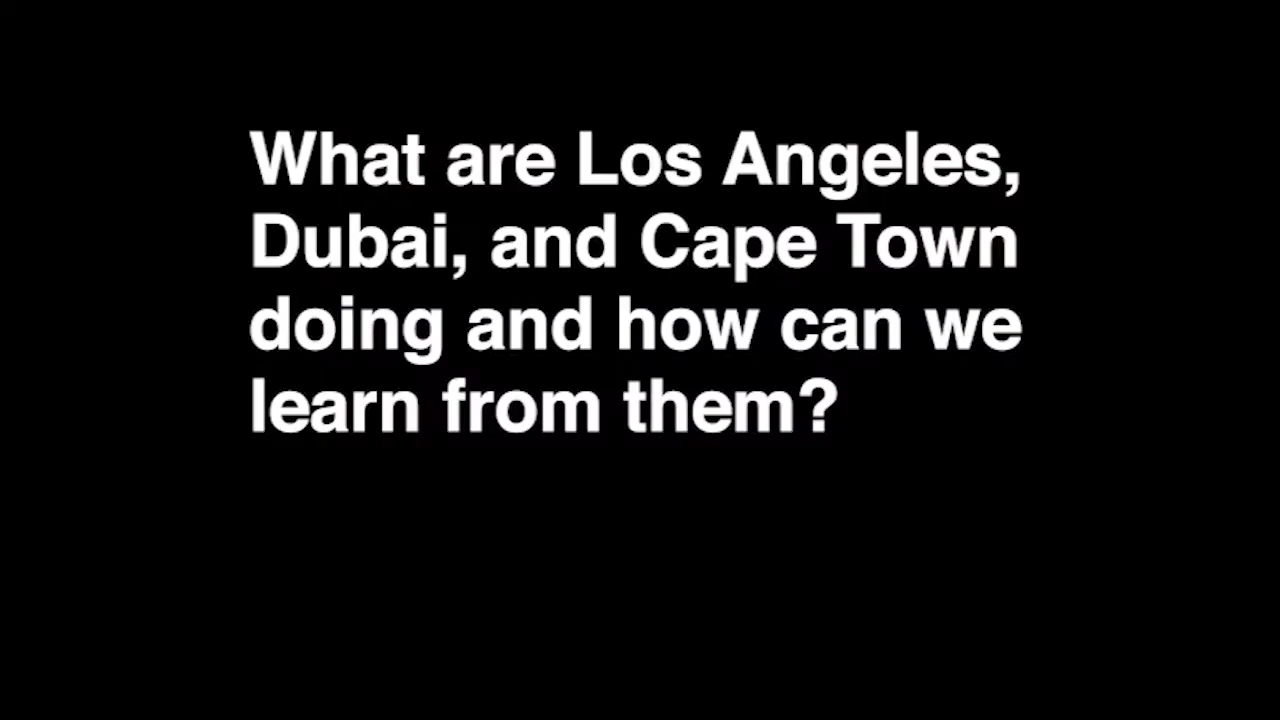 What are Los Angeles,
Dubai, and Cape Town
doing and how can we
learn from them?